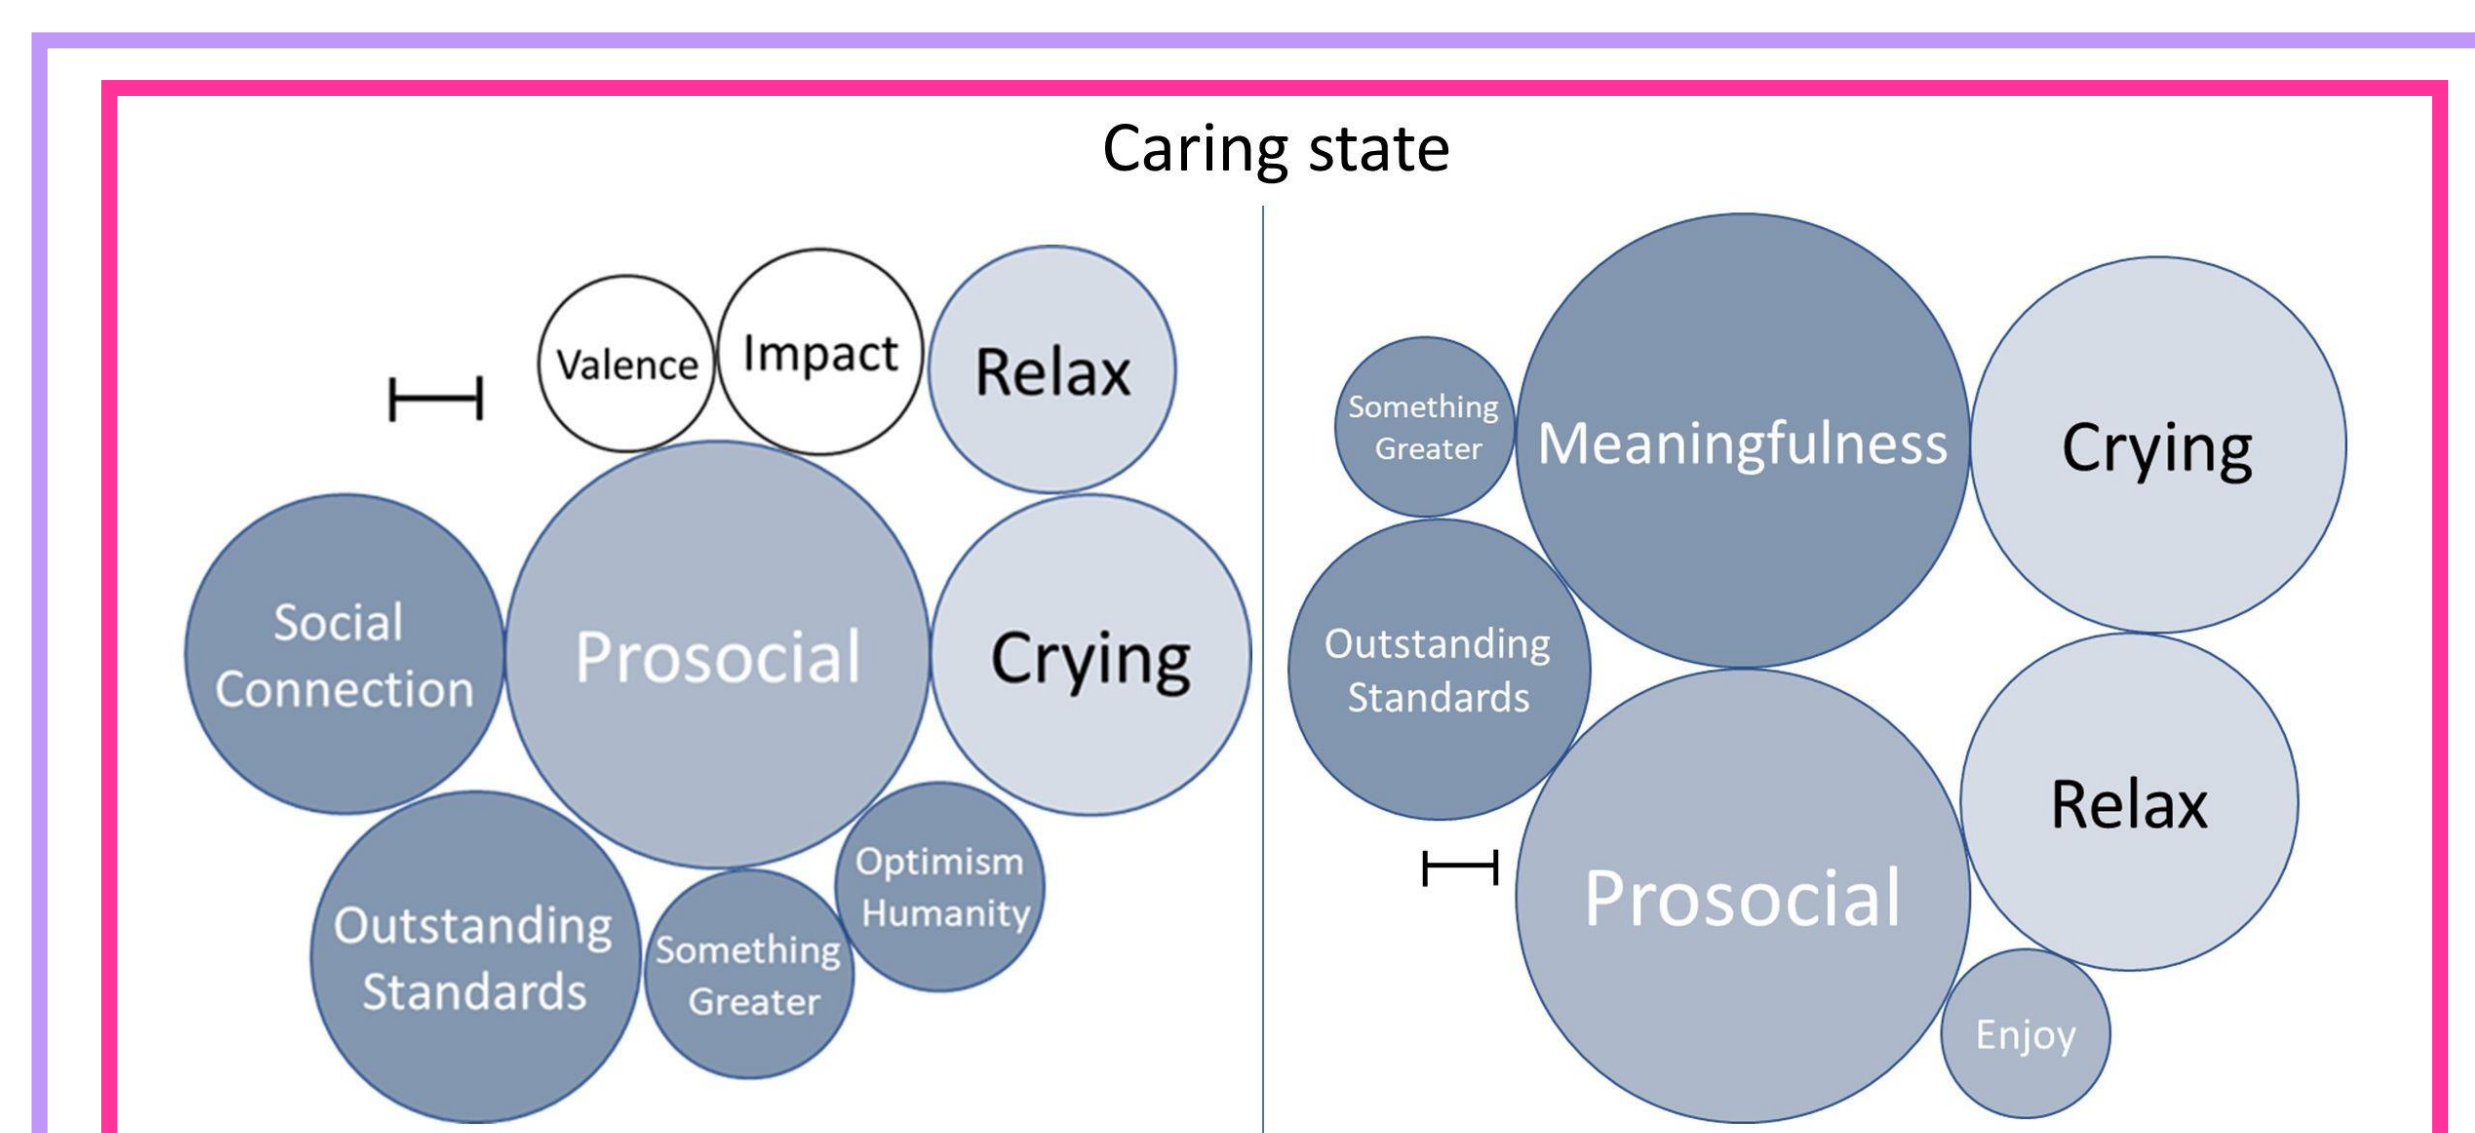 Caring state
Valence
Impact
Relax
Social
Connection
Prosocial
Crying
Outstanding
Standards
Something
Greater
Optimism
Humanity
Something
Greater
Meaningfulness
Crying
Outstanding
Standards
Prosocial
Relax
Enjoy